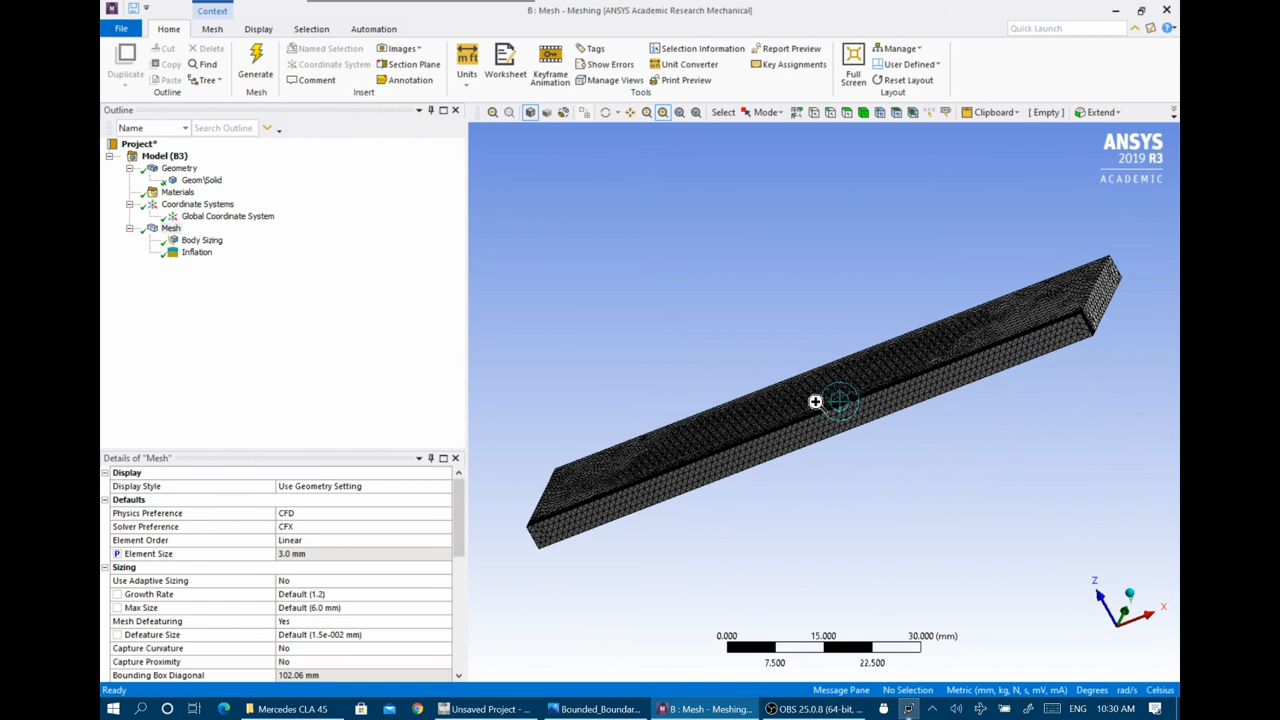 Context
B : Mesh - Meshing [ANSYS Academic Research Mechanical]
File Home Mesh Display Selection Automation
Quick Launch
Duplicate
Cut
Copy
Paste
Delete
Find
Tree
Outline
Generate
Mesh
Named Selection
Coordinate System
Comment
Images
Section Plane
Annotation
Insert
Units
Worksheet
Keyframe Animation
Tags
Show Errors
Manage Views
Selection Information
Unit Converter
Print Preview
Report Preview
Key Assignments
Tools
Full Screen
Manage
User Defined
Reset Layout
Layout
Outline
Name
Search Outline
Select
Mode
Clipboard
[ Empty ]
Extend
Project*
Model (B3)
Geometry
Geom\Solid
Materials
Coordinate Systems
Global Coordinate System
Mesh
Body Sizing
Inflation
ANSYS
2019 R3
ACADEMIC
Details of "Mesh"
Display
Display Style Use Geometry Setting
Defaults
Physics Preference CFD
Solver Preference CFX
Element Order Linear
P Element Size 3.0 mm
Sizing
Use Adaptive Sizing No
Growth Rate Default (1.2)
Max Size Default (6.0 mm)
Mesh Defeaturing Yes
Defeature Size Default (1.5e-002 mm)
Capture Curvature No
Capture Proximity No
Bounding Box Diagonal 102.06 mm
0.000 15.000 30.000 (mm)
7.500 22.500
Z
X
Ready
Message Pane
No Selection
Metric (mm, kg, N, s, mV, mA)
Degrees
rad/s
Celsius
Mercedes CLA 45
Unsaved Project - ...
Bounded_Boundar...
B : Mesh - Meshing...
OBS 25.0.8 (64-bit, ...
10:30 AM